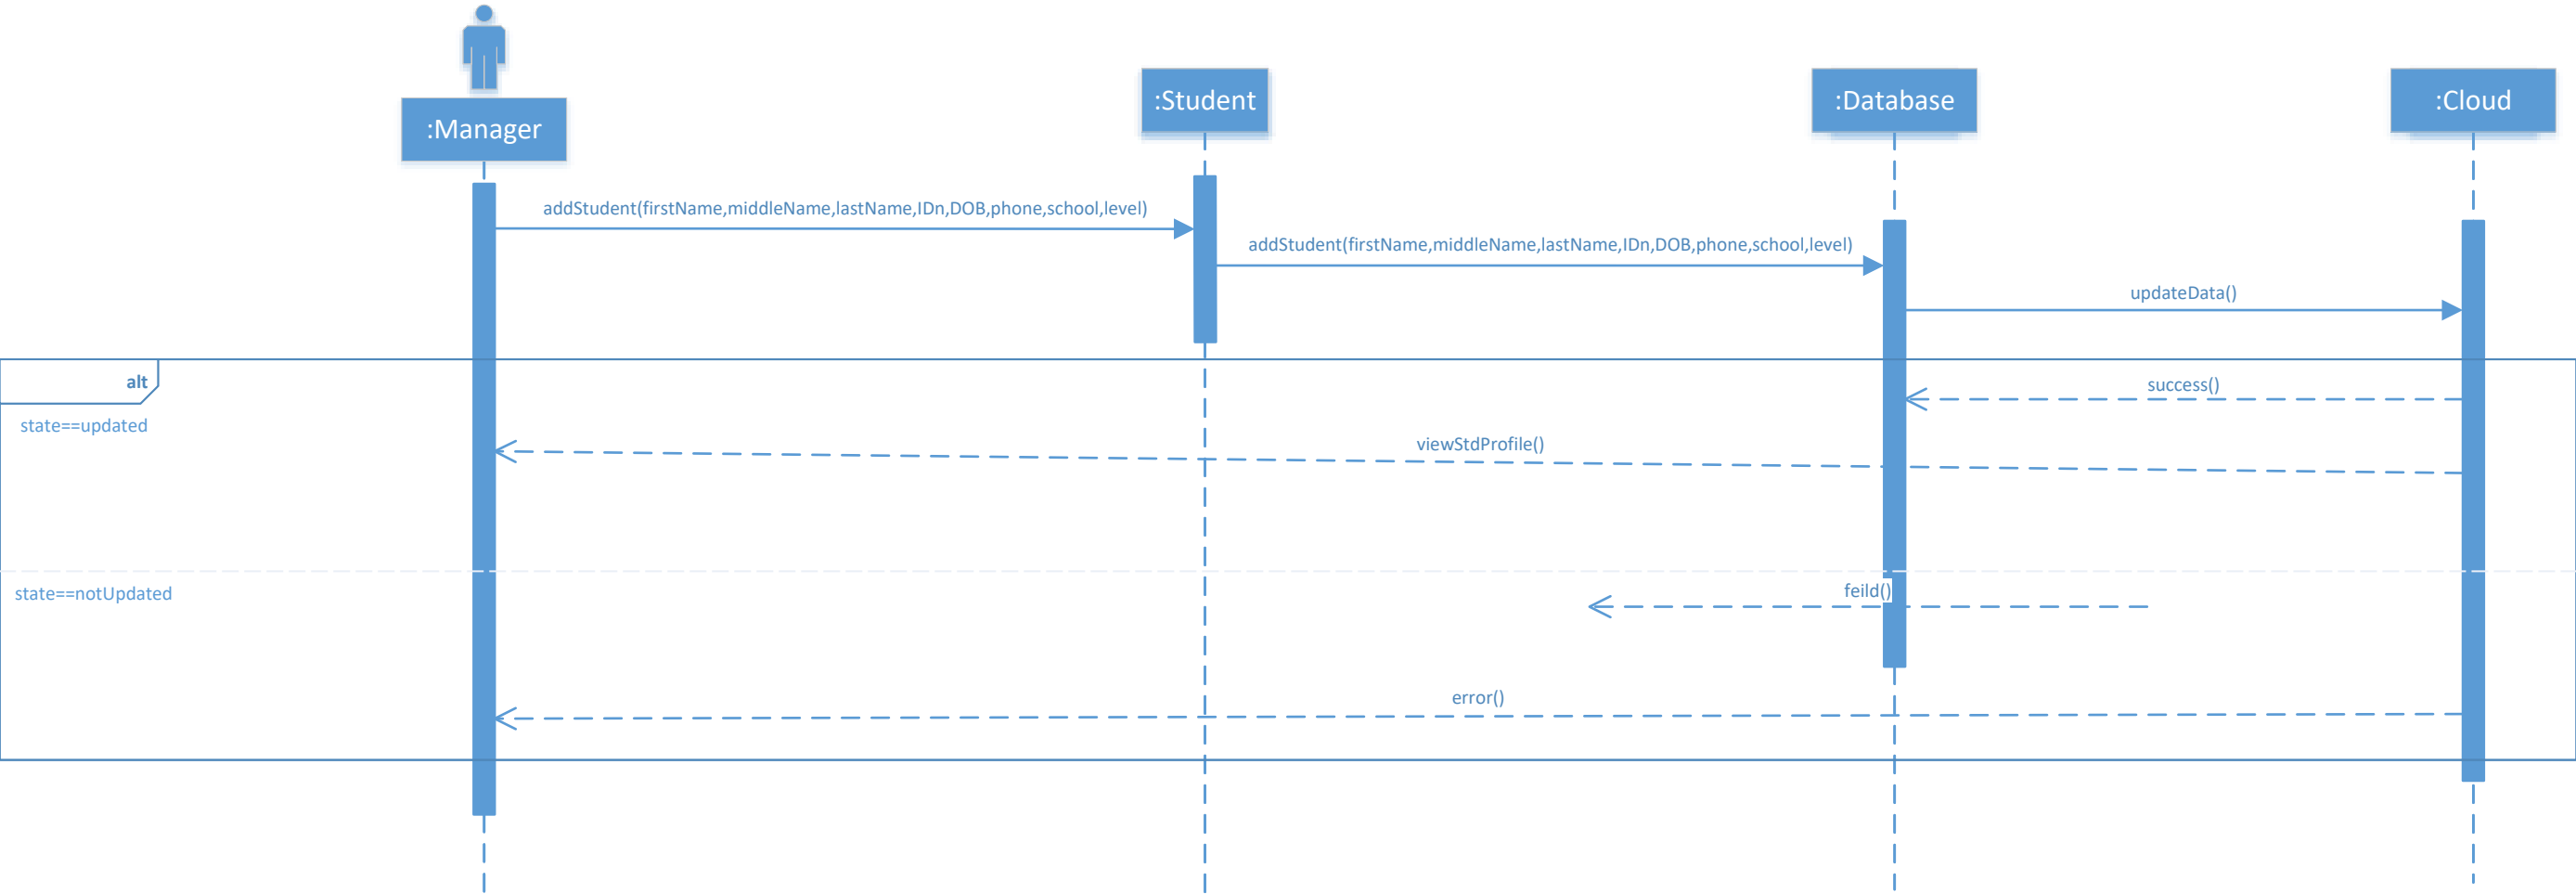 :Manager
:Student
:Database
:Cloud
addStudent(firstName,middleName,lastName,IDn,DOB,phone,school,level)
addStudent(firstName,middleName,lastName,IDn,DOB,phone,school,level)
updateData()
alt
success()
state==updated
viewStdProfile()
state==notUpdated
feild()
error()